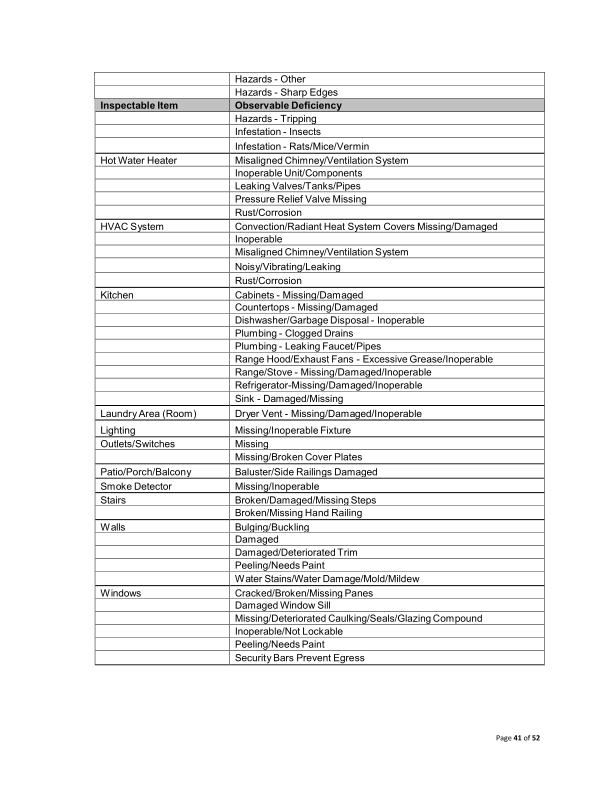 Hazards - Other
Hazards - Sharp Edges
Inspectable Item Observable Deficiency
Hazards - Tripping
Infestation - Insects
Infestation - Rats/Mice/Vermin
Hot Water Heater Misaligned Chimney/Ventilation System
Inoperable Unit/Components
Leaking Valves/Tanks/Pipes
Pressure Relief Valve Missing
Rust/Corrosion
HVAC System Convection/Radiant Heat System Covers Missing/Damaged
Inoperable
Misaligned Chimney/Ventilation System
Noisy/Vibrating/Leaking
Rust/Corrosion
Kitchen Cabinets - Missing/Damaged
Countertops - Missing/Damaged
Dishwasher/Garbage Disposal - Inoperable
Plumbing - Clogged Drains
Plumbing - Leaking Faucet/Pipes
Range Hood/Exhaust Fans - Excessive Grease/Inoperable
Range/Stove - Missing/Damaged/Inoperable
Refrigerator-Missing/Damaged/Inoperable
Sink - Damaged/Missing
Laundry Area (Room) Dryer Vent - Missing/Damaged/Inoperable
Lighting Missing/Inoperable Fixture
Outlets/Switches Missing
Missing/Broken Cover Plates
Patio/Porch/Balcony Baluster/Side Railings Damaged
Smoke Detector Missing/Inoperable
Stairs Broken/Damaged/Missing Steps
Broken/Missing Hand Railing
Walls Bulging/Buckling
Damaged
Damaged/Deteriorated Trim
Peeling/Needs Paint
Water Stains/Water Damage/Mold/Mildew
Windows Cracked/Broken/Missing Panes
Damaged Window Sill
Missing/Deteriorated Caulking/Seals/Glazing Compound
Inoperable/Not Lockable
Peeling/Needs Paint
Security Bars Prevent Egress
Page 41 of 52